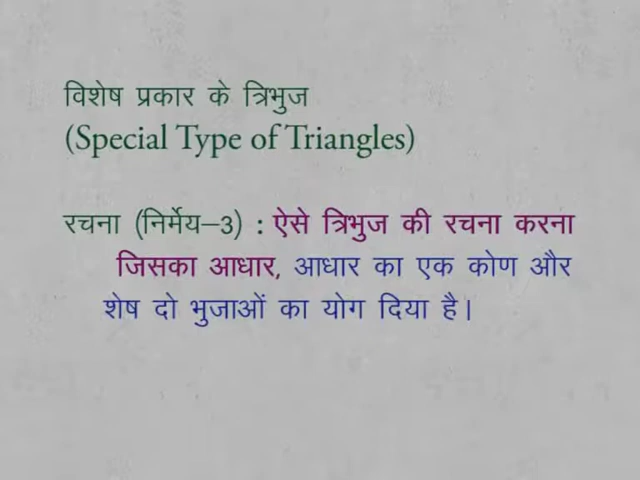 विशेष प्रकार के त्रिभुज
(Special Type of Triangles)
रचना (निर्मेय–3) : ऐसे त्रिभुज की रचना करना
जिसका आधार, आधार का एक कोण और
शेष दो भुजाओं का योग दिया है।